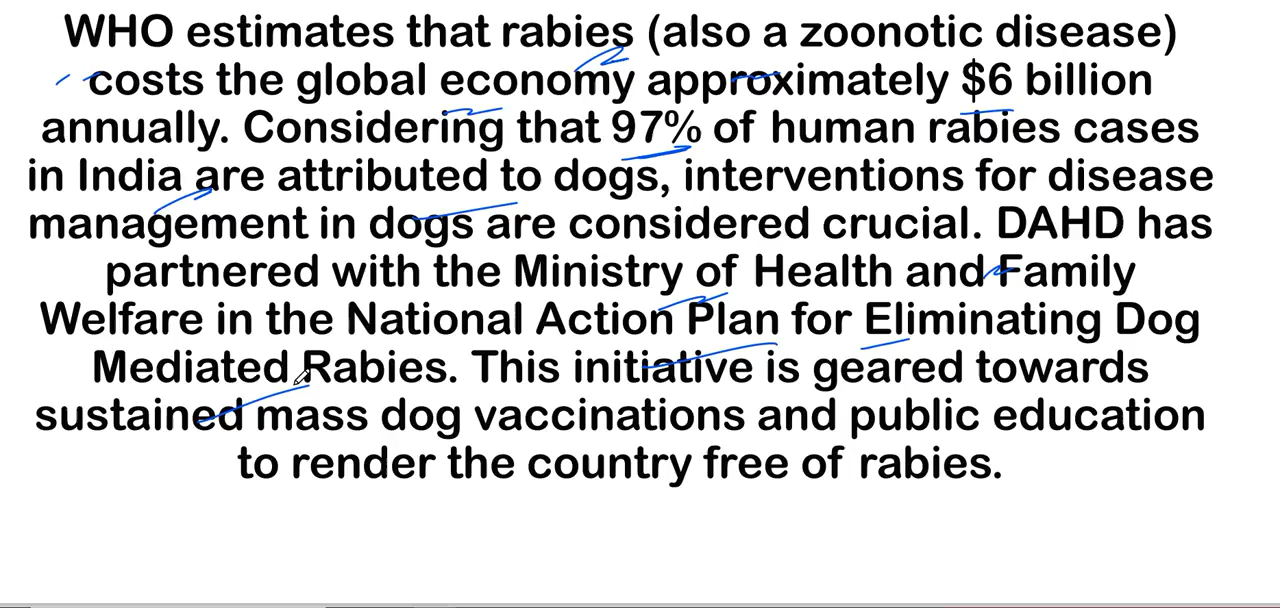 WHO estimates that rabies (also a zoonotic disease)
costs the global economy approximately $6 billion
annually. Considering that 97% of human rabies cases
in India are attributed to dogs, interventions for disease
management in dogs are considered crucial. DAHD has
partnered with the Ministry of Health and Family
Welfare in the National Action Plan for Eliminating Dog
Mediated Rabies. This initiative is geared towards
sustained mass dog vaccinations and public education
to render the country free of rabies.